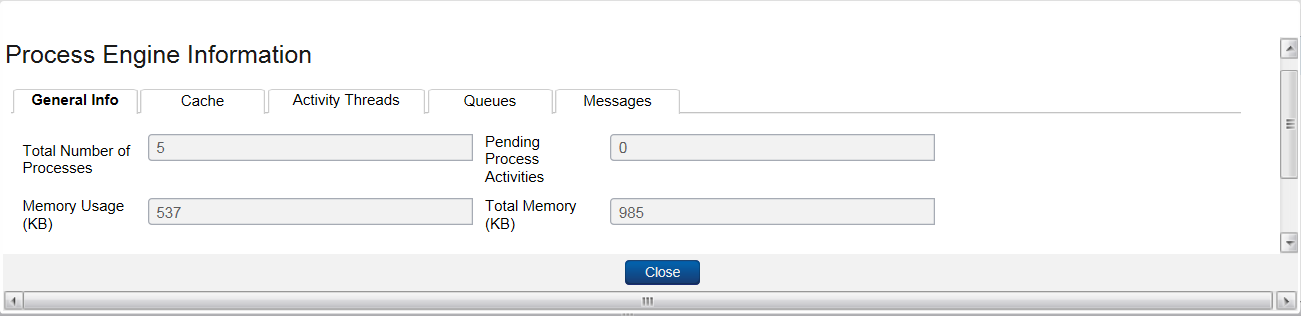 Process Engine Information
General Info
Cache
Activity Threads
Queues
Messages
Total Number of
Processes
5
Pending
Process
Activities
0
Memory Usage
(KB)
537
Total Memory
(KB)
985
Close